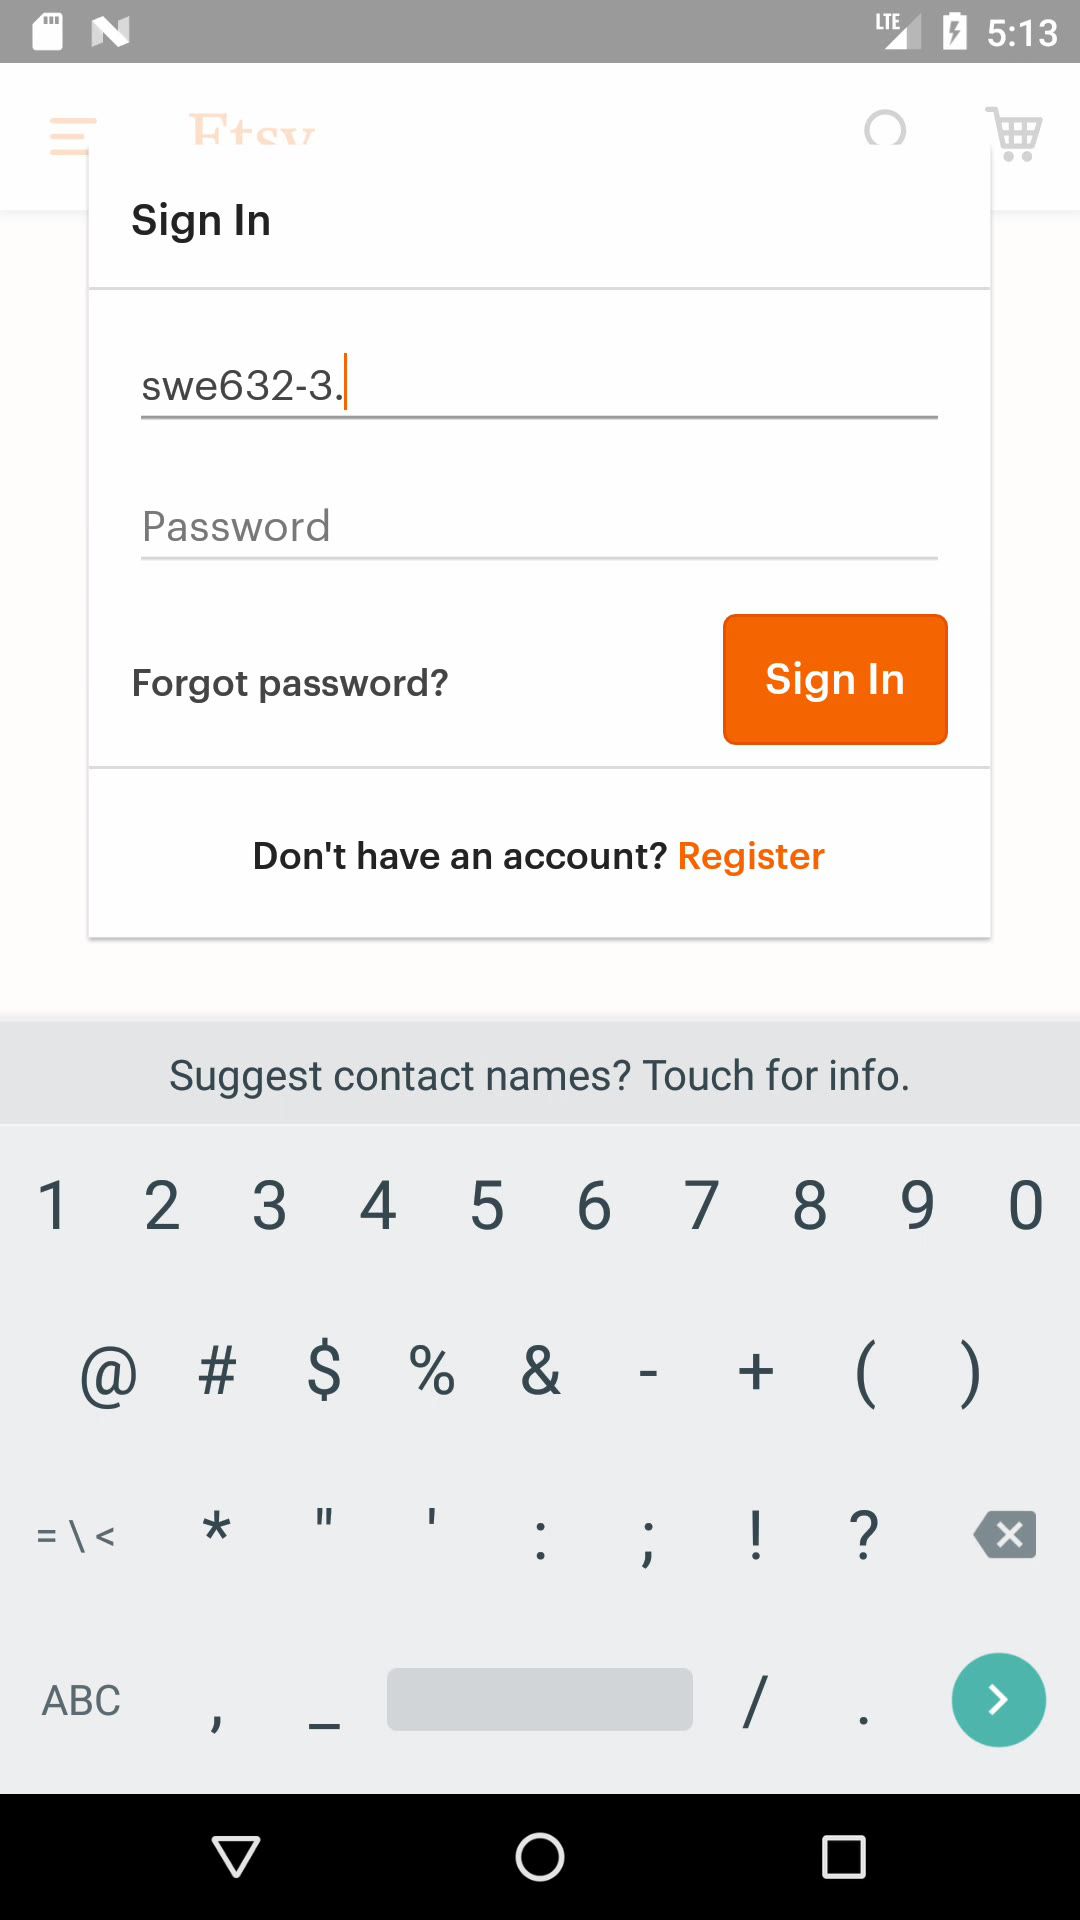 LTE 5:13
Etsy
Sign In
swe632-3.
Password
Forgot password?
Sign In
Don't have an account? Register
Suggest contact names? Touch for info.
1 2 3 4 5 6 7 8 9 0
@ # $ % & - + ( )
= \ < * " ' : ; ! ?
ABC , _ / .